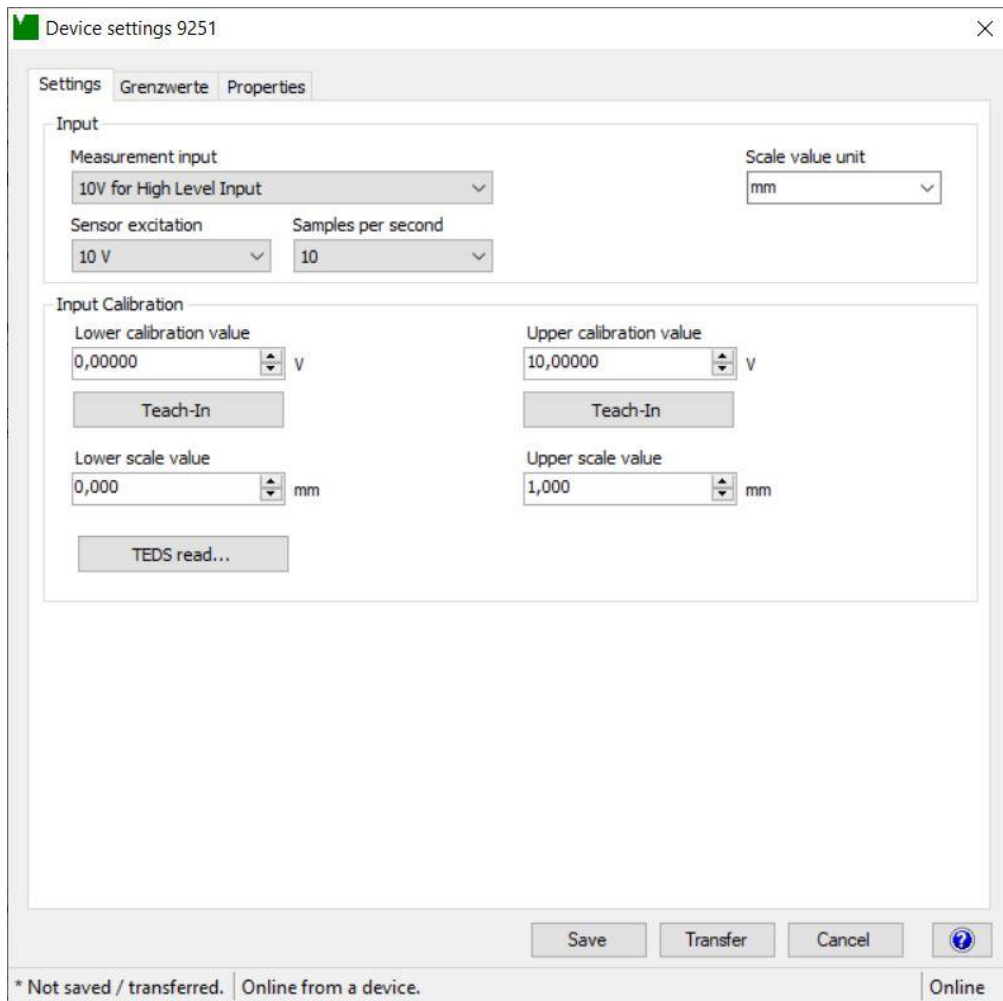 Device settings 9251
Settings Grenzwerte Properties
Input
Measurement input Scale value unit
10V for High Level Input mm
Sensor excitation Samples per second
10 V 10
Input Calibration
Lower calibration value Upper calibration value
0,00000 V 10,00000 V
Teach-In Teach-In
Lower scale value Upper scale value
0,000 mm 1,000 mm
TEDS read...
Save Transfer Cancel ?
* Not saved / transferred. Online from a device. Online